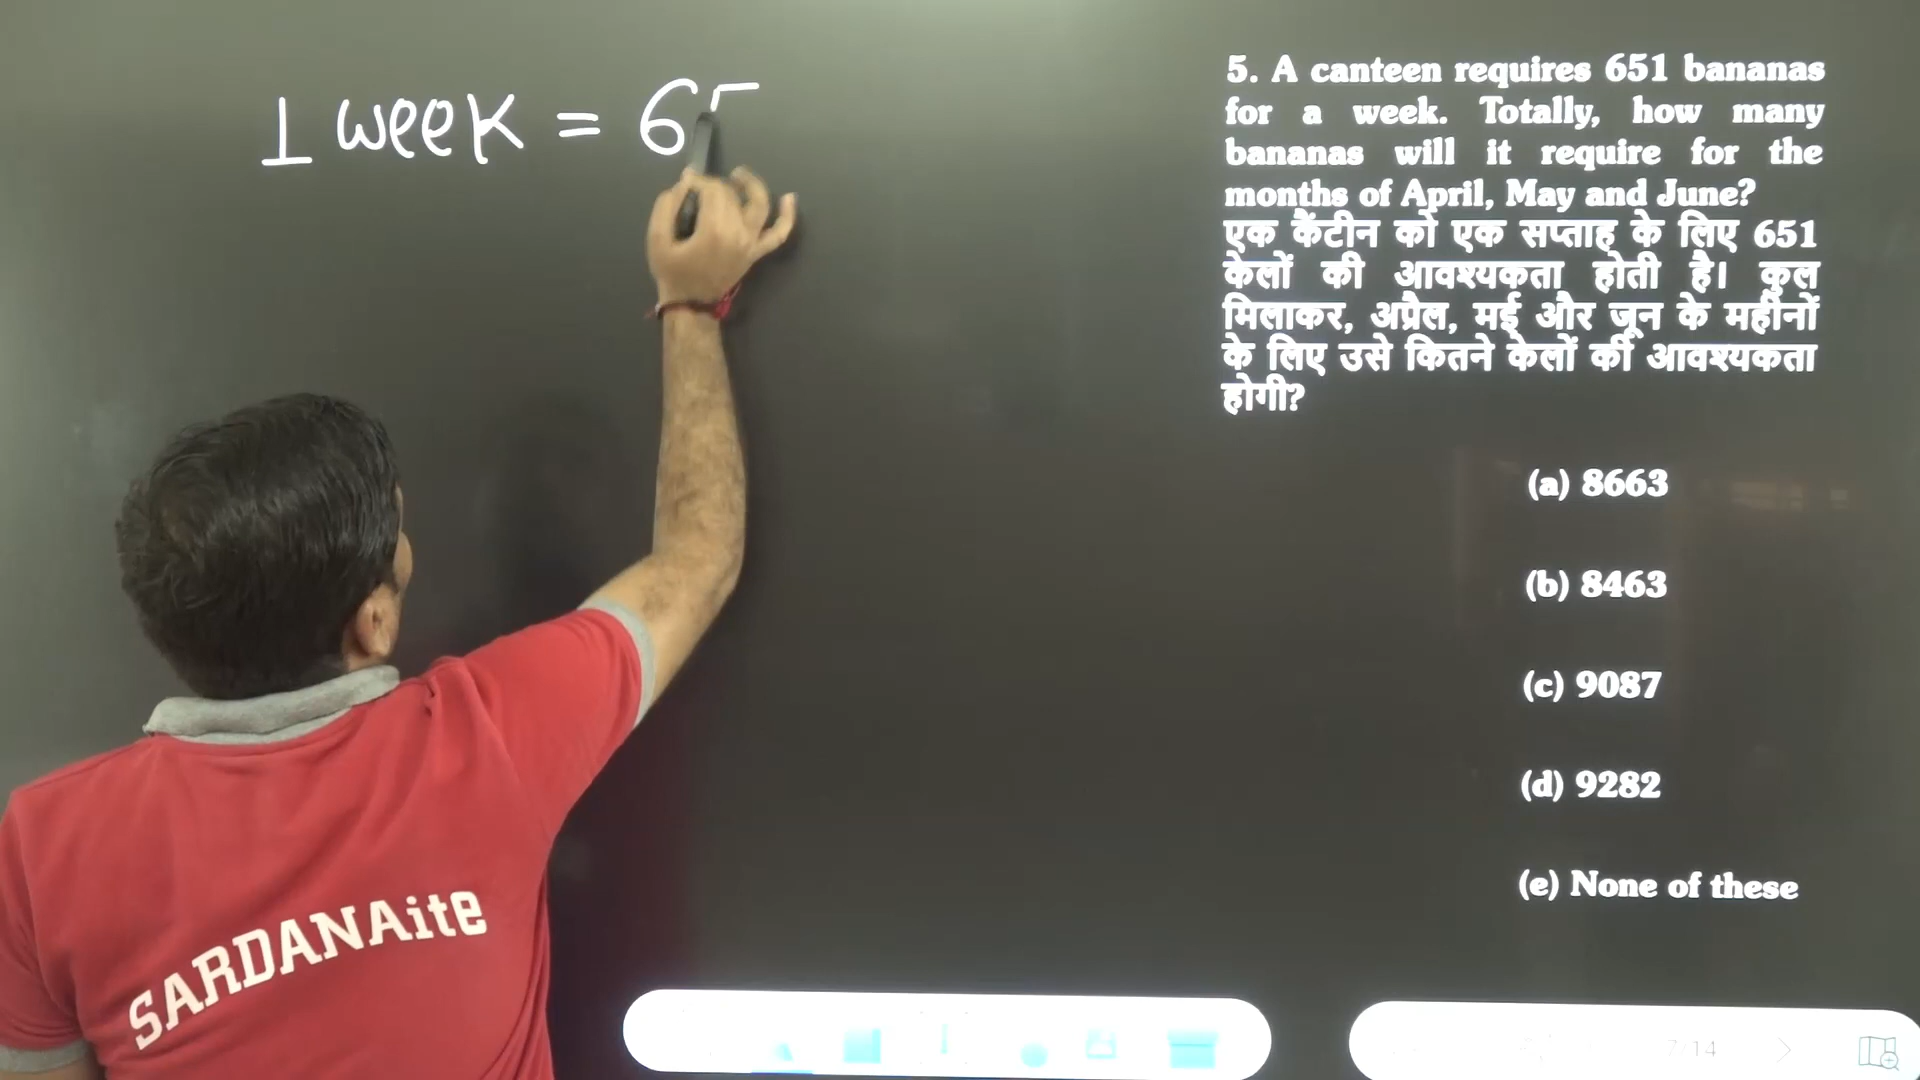 1 week = 65
5. A canteen requires 651 bananas
for a week. Totally, how many
bananas will it require for the
months of April, May and June?
एक कैंटीन को एक सप्ताह के लिए 651
केलों की आवश्यकता होती है। कुल
मिलाकर, अप्रैल, मई और जून के महीनों
के लिए उसे कितने केलों की आवश्यकता
होगी?
(a) 8663
(b) 8463
(c) 9087
(d) 9282
(e) None of these
SARDANAite
7/14